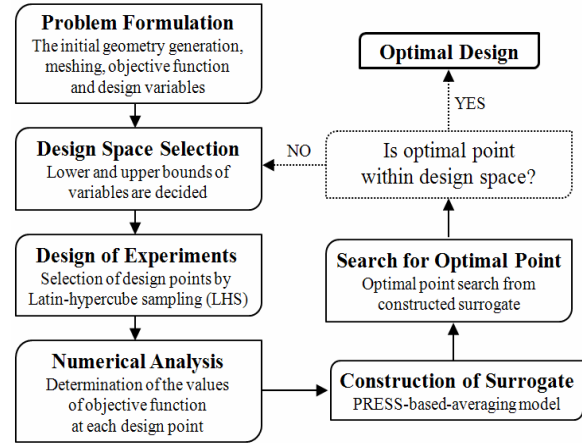 Problem Formulation
The initial geometry generation,
meshing, objective function
and design variables
Design Space Selection
Lower and upper bounds of
variables are decided
Design of Experiments
Selection of design points by
Latin-hypercube sampling (LHS)
Numerical Analysis
Determination of the values
of objective function
at each design point
Construction of Surrogate
PRESS-based-averaging model
Search for Optimal Point
Optimal point search from
constructed surrogate
Is optimal point
within design space?
NO
YES
Optimal Design